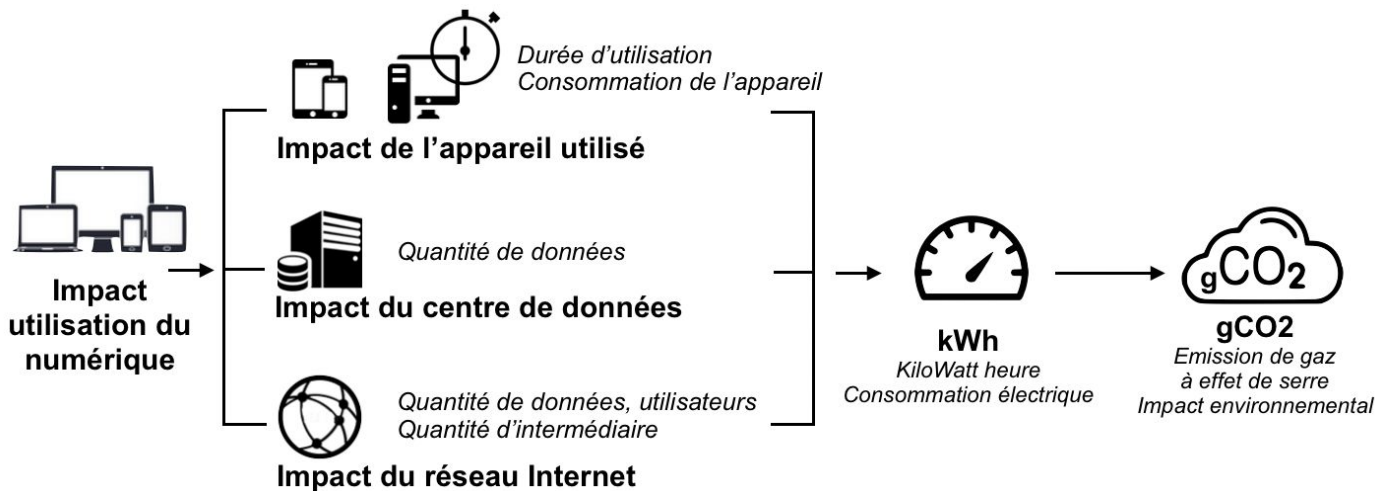 Durée d'utilisation
Consommation de l'appareil
Impact de l'appareil utilisé
Impact
utilisation du
numérique
Quantité de données
Impact du centre de données
Quantité de données, utilisateurs
Quantité d'intermédiaire
Impact du réseau Internet
kWh
KiloWatt heure
Consommation électrique
gCO2
gCO2
Emission de gaz
à effet de serre
Impact environnemental